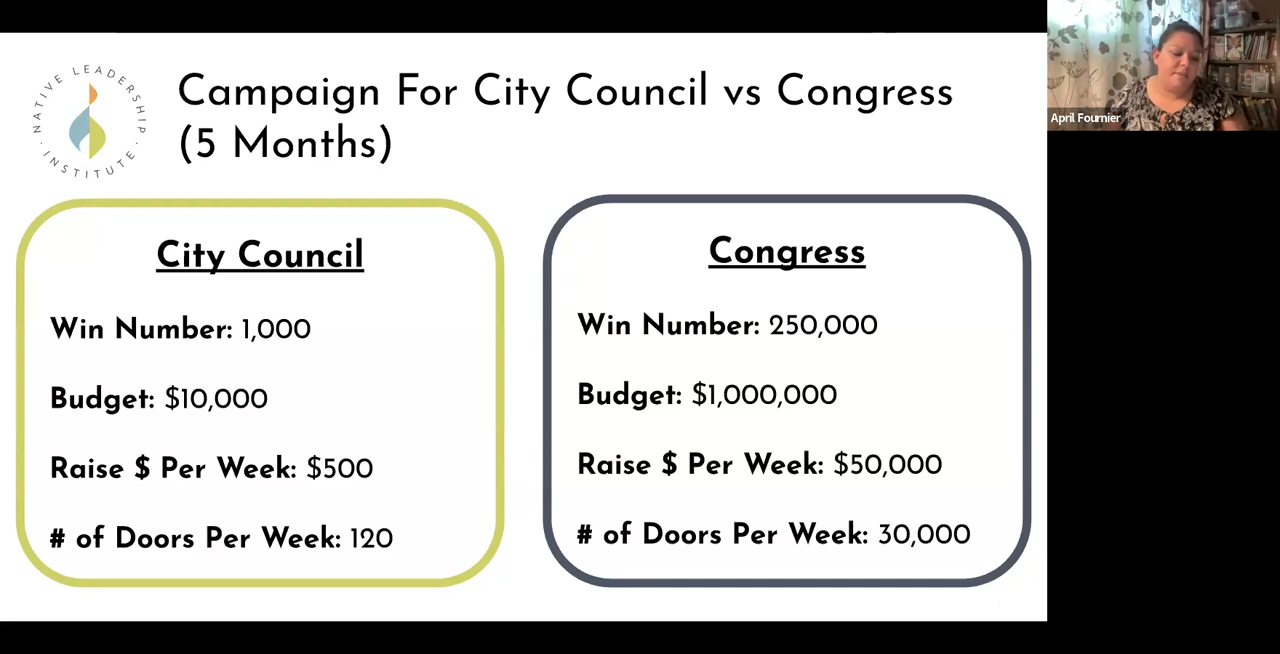 NATIVE LEADERSHIP
· INSTITUTE ·
Campaign For City Council vs Congress
(5 Months)
City Council
Win Number: 1,000
Budget: $10,000
Raise $ Per Week: $500
# of Doors Per Week: 120
Congress
Win Number: 250,000
Budget: $1,000,000
Raise $ Per Week: $50,000
# of Doors Per Week: 30,000
April Fournier